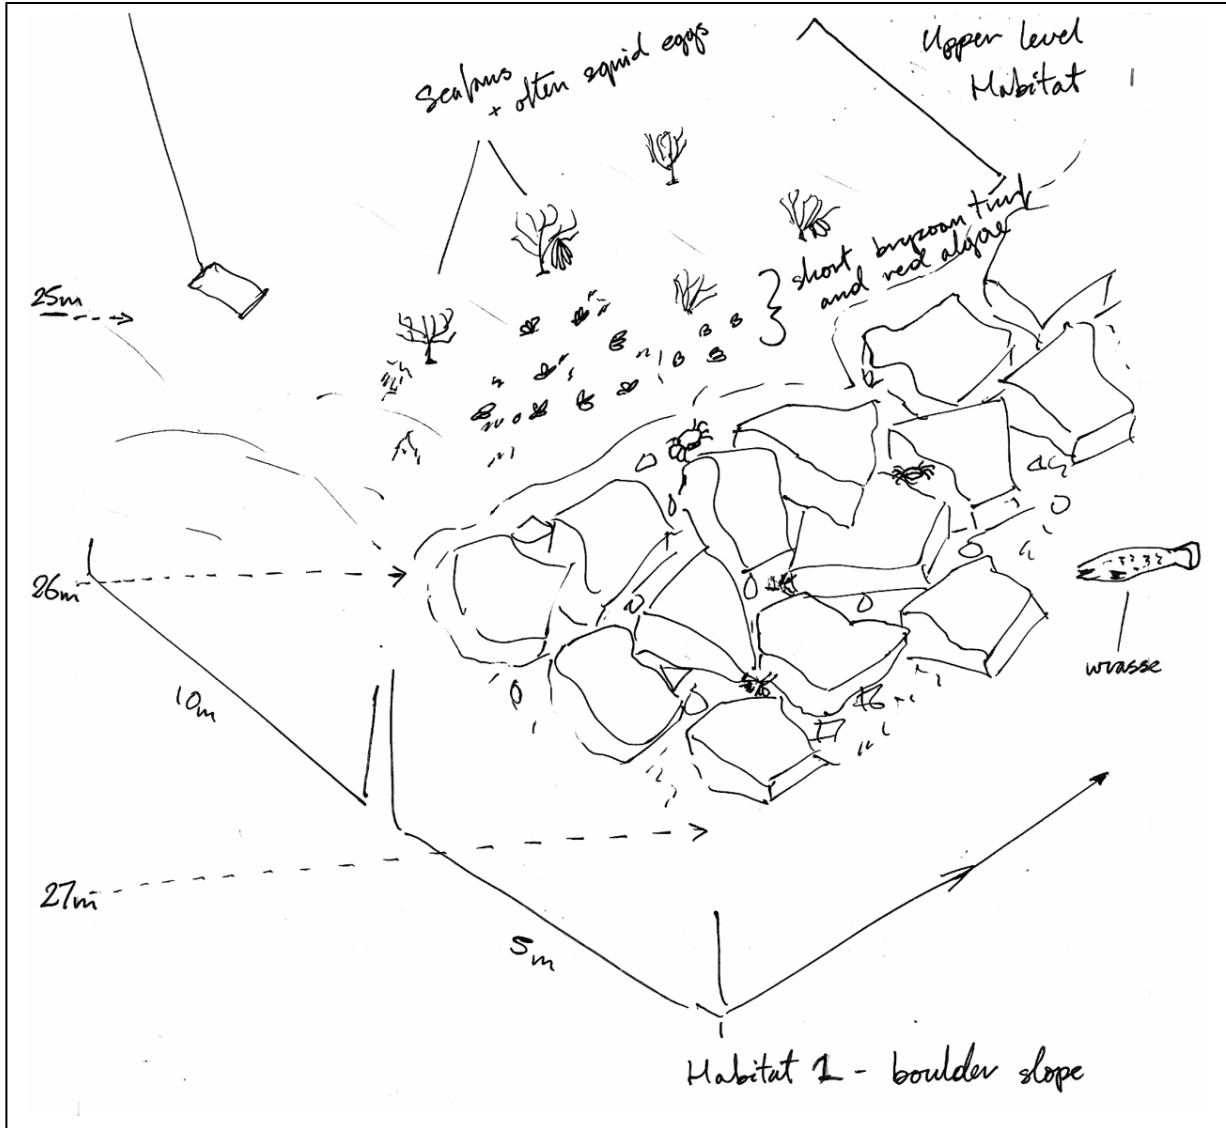 Upper level
Habitat
Seafans
+ often squid eggs
short bryozoan turf
and red algae
25m
26m
wrasse
10m
27m
5m
Habitat 1 - boulder slope